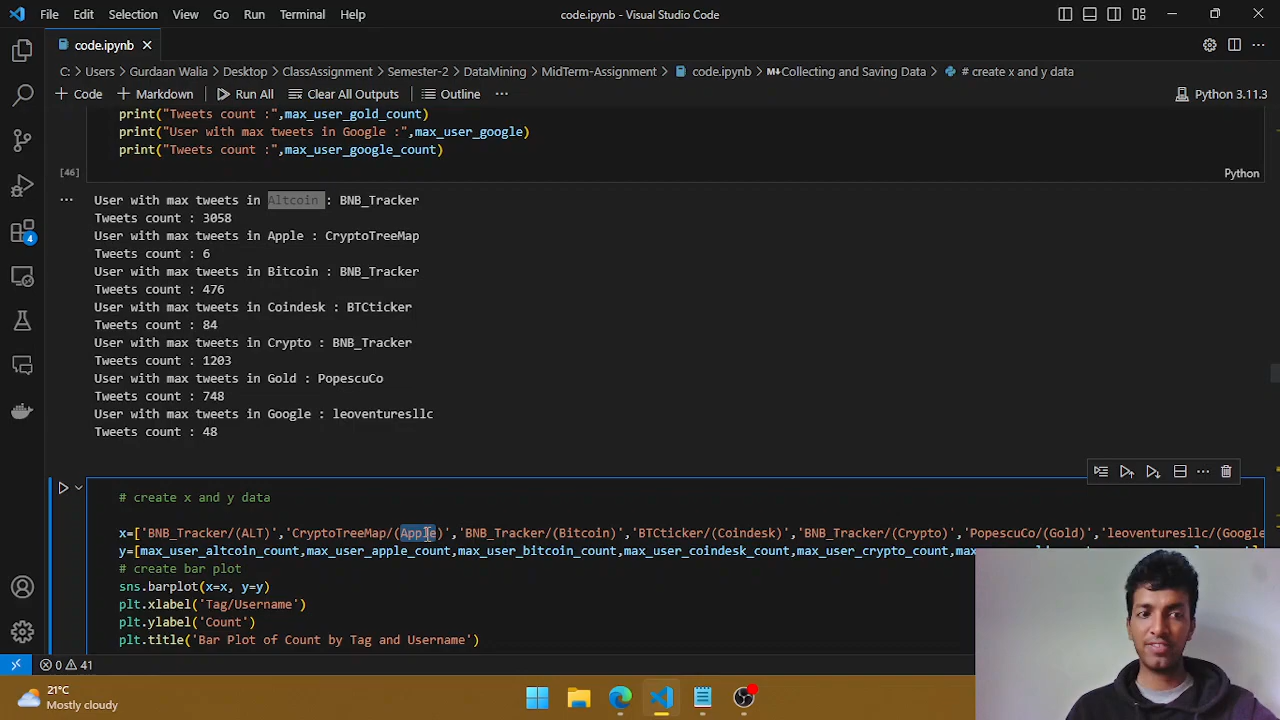 File Edit Selection View Go Run Terminal Help
code.ipynb - Visual Studio Code
code.ipynb
C: > Users > Gurdaan Walia > Desktop > ClassAssignment > Semester-2 > DataMining > MidTerm-Assignment > code.ipynb > Collecting and Saving Data > # create x and y data
+ Code + Markdown Run All Clear All Outputs Outline ... Python 3.11.3
print("Tweets count :",max_user_gold_count)
print("User with max tweets in Google :",max_user_google)
print("Tweets count :",max_user_google_count)
[46] Python
... User with max tweets in Altcoin : BNB_Tracker
Tweets count : 3058
User with max tweets in Apple : CryptoTreeMap
Tweets count : 6
User with max tweets in Bitcoin : BNB_Tracker
Tweets count : 476
User with max tweets in Coindesk : BTCticker
Tweets count : 84
User with max tweets in Crypto : BNB_Tracker
Tweets count : 1203
User with max tweets in Gold : PopescuCo
Tweets count : 748
User with max tweets in Google : leoventuresllc
Tweets count : 48
4
# create x and y data
x=['BNB_Tracker/(ALT)','CryptoTreeMap/(Apple)','BNB_Tracker/(Bitcoin)','BTCticker/(Coindesk)','BNB_Tracker/(Crypto)','PopescuCo/(Gold)','leoventuresllc/(Google
y=[max_user_altcoin_count,max_user_apple_count,max_user_bitcoin_count,max_user_coindesk_count,max_user_crypto_count,
# create bar plot
sns.barplot(x=x, y=y)
plt.xlabel('Tag/Username')
plt.ylabel('Count')
plt.title('Bar Plot of Count by Tag and Username')
0 41
21°C
Mostly cloudy